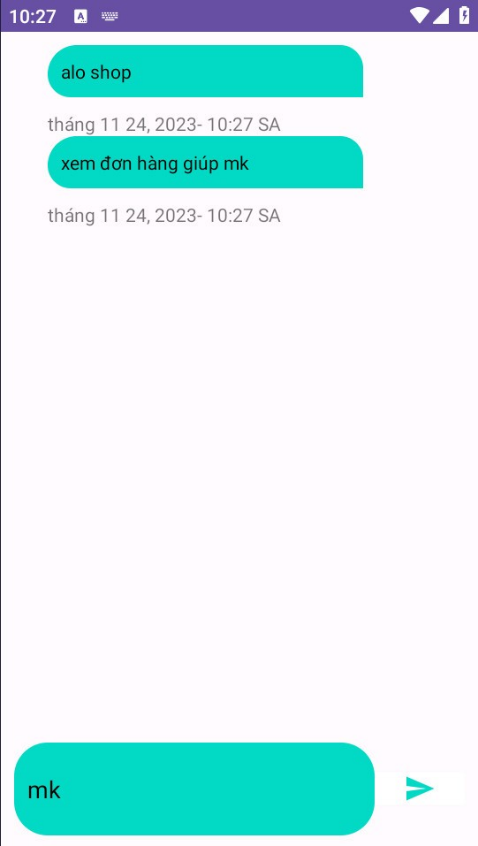 10:27
A
alo shop
tháng 11 24, 2023- 10:27 SA
xem đơn hàng giúp mk
tháng 11 24, 2023- 10:27 SA
mk